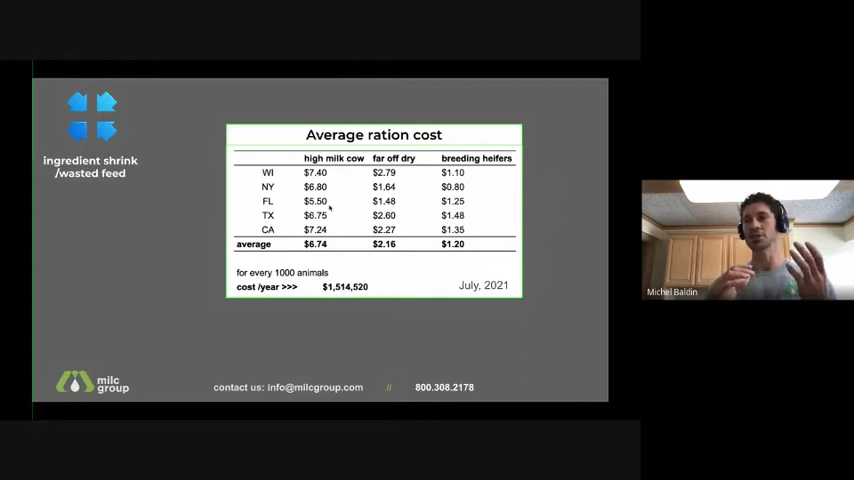 ingredient shrink
/wasted feed
Average ration cost
high milk cow far off dry breeding heifers
WI $7.40 $2.79 $1.10
NY $6.80 $1.64 $0.80
FL $5.50 $1.48 $1.25
TX $6.75 $2.60 $1.48
CA $7.24 $2.27 $1.35
average $6.74 $2.16 $1.20
for every 1000 animals
cost /year >>> $1,514,520 July, 2021
milc
group
contact us: info@milcgroup.com // 800.308.2178
Michel Baldin